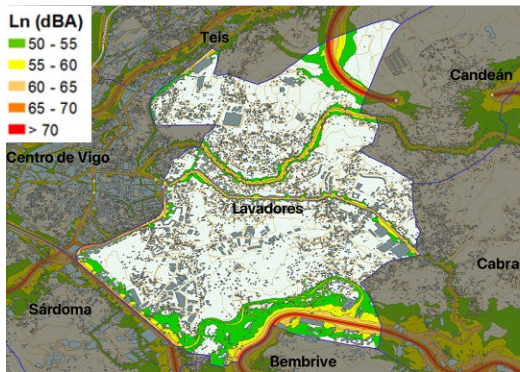 Ln (dBA)
50 - 55
55 - 60
60 - 65
65 - 70
> 70
Teis
Candeán
Centro de Vigo
Lavadores
Cabra
Sárdoma
Bembrive